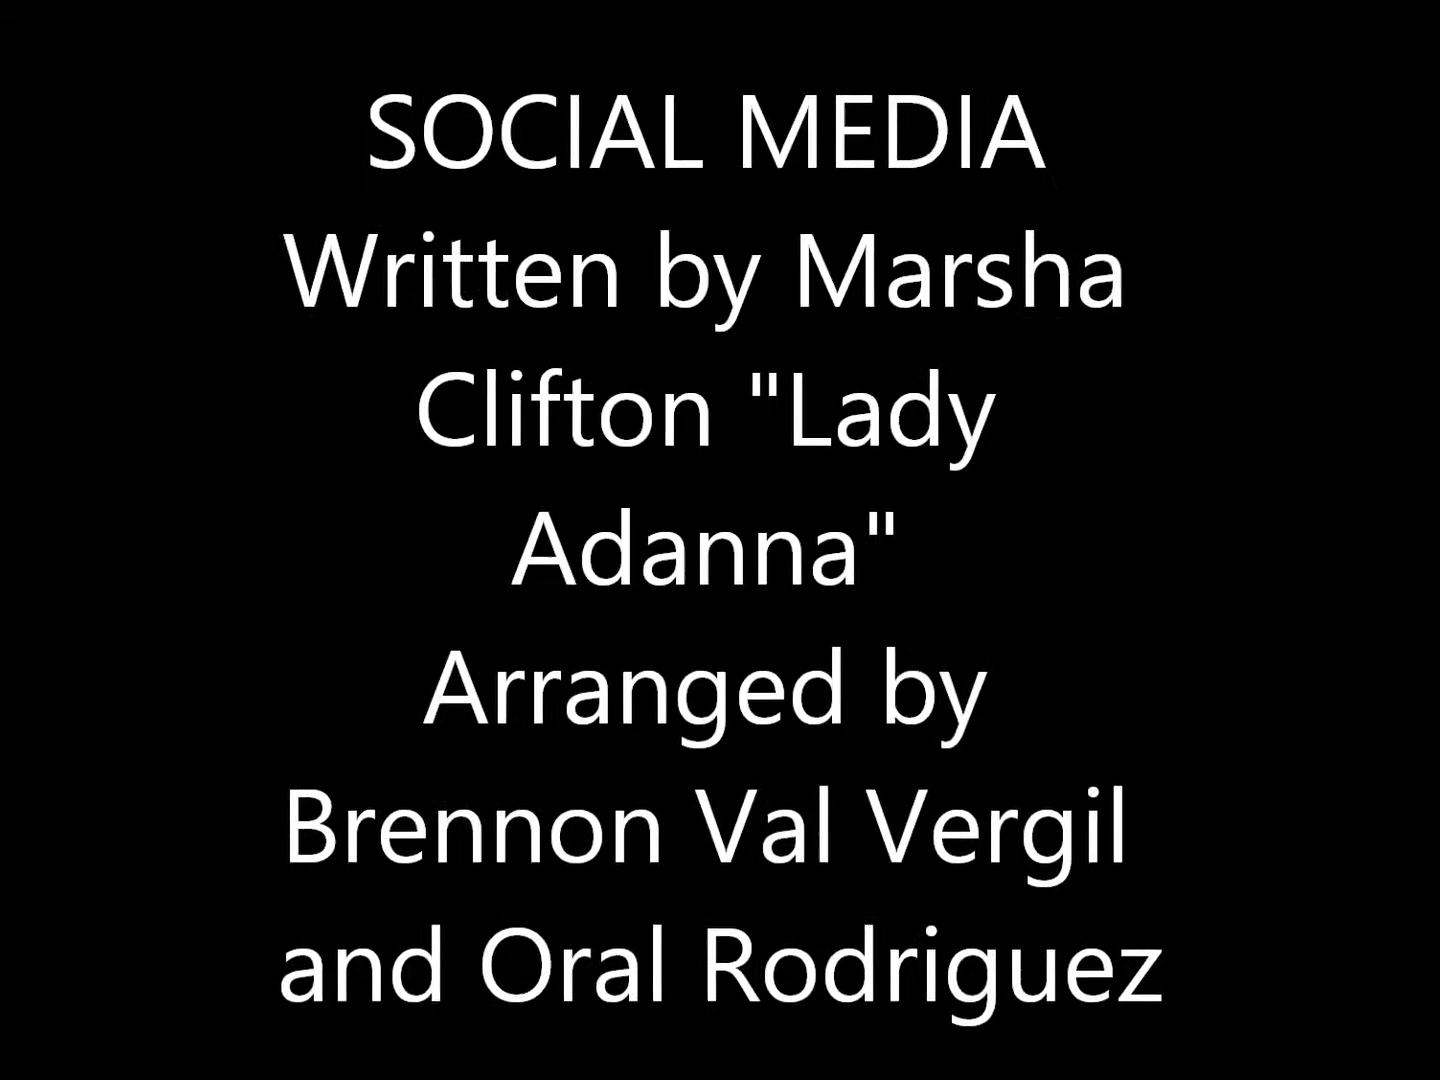 SOCIAL MEDIA
Written by Marsha
Clifton "Lady
Adanna"
Arranged by
Brennon Val Vergil
and Oral Rodriguez